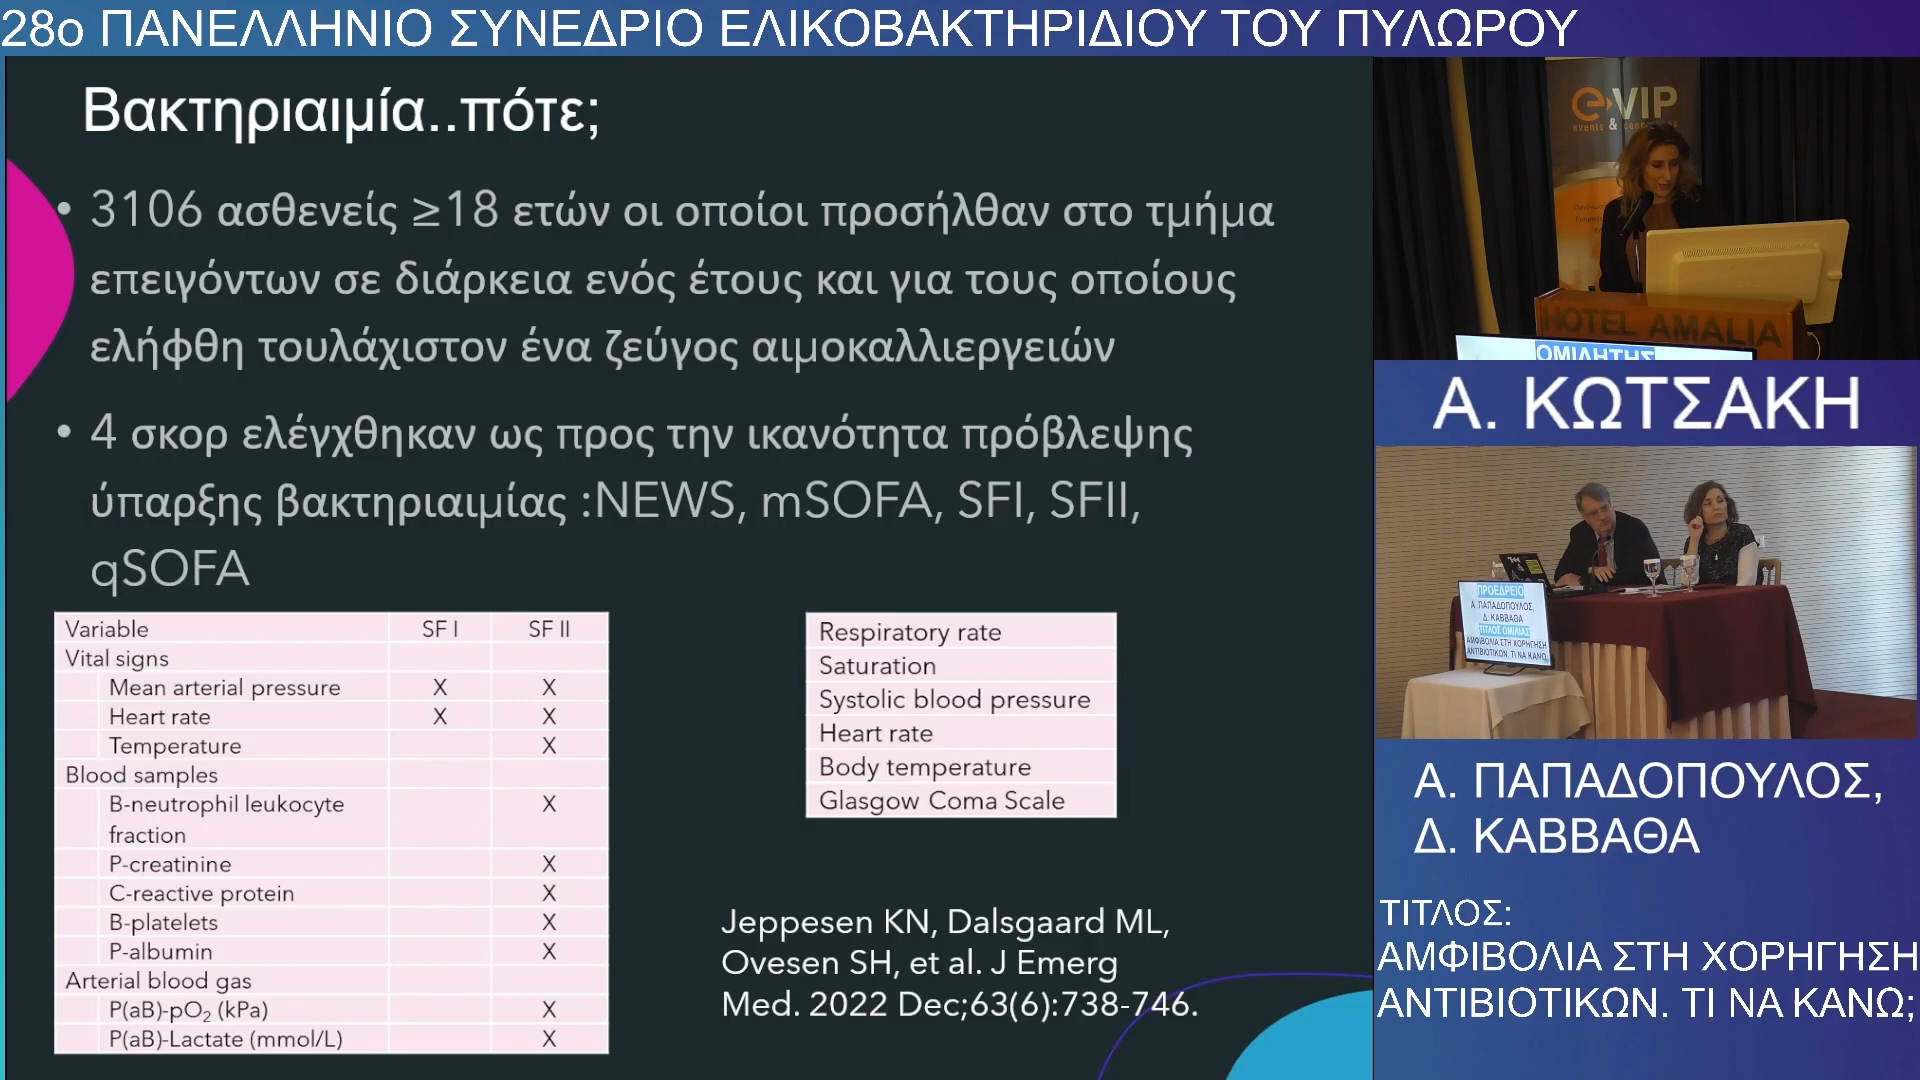 28ο ΠΑΝΕΛΛΗΝΙΟ ΣΥΝΕΔΡΙΟ ΕΛΙΚΟΒΑΚΤΗΡΙΔΙΟΥ ΤΟΥ ΠΥΛΩΡΟΥ
Βακτηριαιμία..πότε;
• 3106 ασθενείς ≥18 ετών οι οποίοι προσήλθαν στο τμήμα
επειγόντων σε διάρκεια ενός έτους και για τους οποίους
ελήφθη τουλάχιστον ένα ζεύγος αιμοκαλλιεργειών
• 4 σκορ ελέγχθηκαν ως προς την ικανότητα πρόβλεψης
ύπαρξης βακτηριαιμίας :NEWS, mSOFA, SFI, SFII,
qSOFA
Variable SF I SF II
Vital signs
Mean arterial pressure X X
Heart rate X X
Temperature X
Blood samples
B-neutrophil leukocyte X
fraction
P-creatinine X
C-reactive protein X
B-platelets X
P-albumin X
Arterial blood gas
P(aB)-pO₂ (kPa) X
P(aB)-Lactate (mmol/L) X
Respiratory rate
Saturation
Systolic blood pressure
Heart rate
Body temperature
Glasgow Coma Scale
Jeppesen KN, Dalsgaard ML,
Ovesen SH, et al. J Emerg
Med. 2022 Dec;63(6):738-746.
e-VIP
events &
HOTEL AMALIA
ΟΜΙΛΗΤΗΣ
Α. ΚΩΤΣΑΚΗ
ΠΡΟΕΔΡΕΙΟ
Α. ΠΑΠΑΔΟΠΟΥΛΟΣ,
Δ. ΚΑΒΒΑΘΑ
ΤΙΤΛΟΣ ΟΜΙΛΙΑΣ
ΑΜΦΙΒΟΛΙΑ ΣΤΗ ΧΟΡΗΓΗΣΗ
ΑΝΤΙΒΙΟΤΙΚΩΝ. ΤΙ ΝΑ ΚΑΝΩ;
Α. ΠΑΠΑΔΟΠΟΥΛΟΣ,
Δ. ΚΑΒΒΑΘΑ
ΤΙΤΛΟΣ:
ΑΜΦΙΒΟΛΙΑ ΣΤΗ ΧΟΡΗΓΗΣΗ
ΑΝΤΙΒΙΟΤΙΚΩΝ. ΤΙ ΝΑ ΚΑΝΩ;